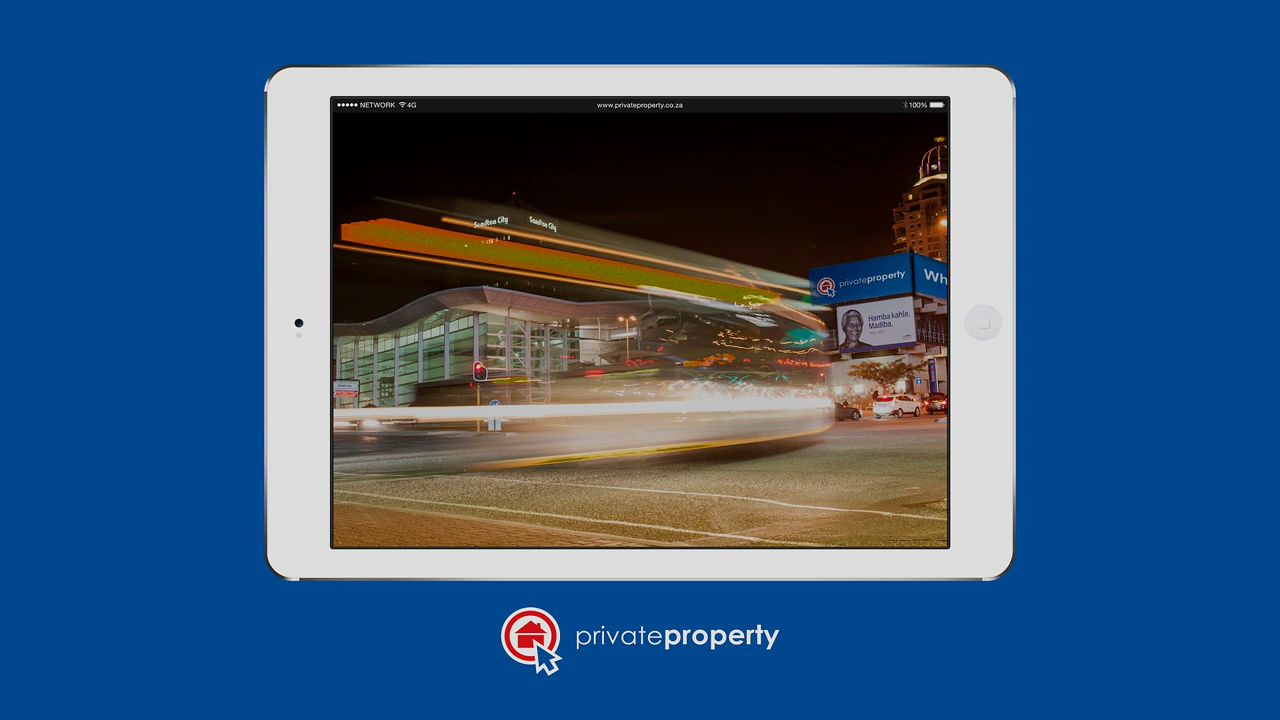 NETWORK 4G
www.privateproperty.co.za
100%
Sandton City
Sandton City
privateproperty
Wh
Hamba kahle,
Madiba.
privateproperty